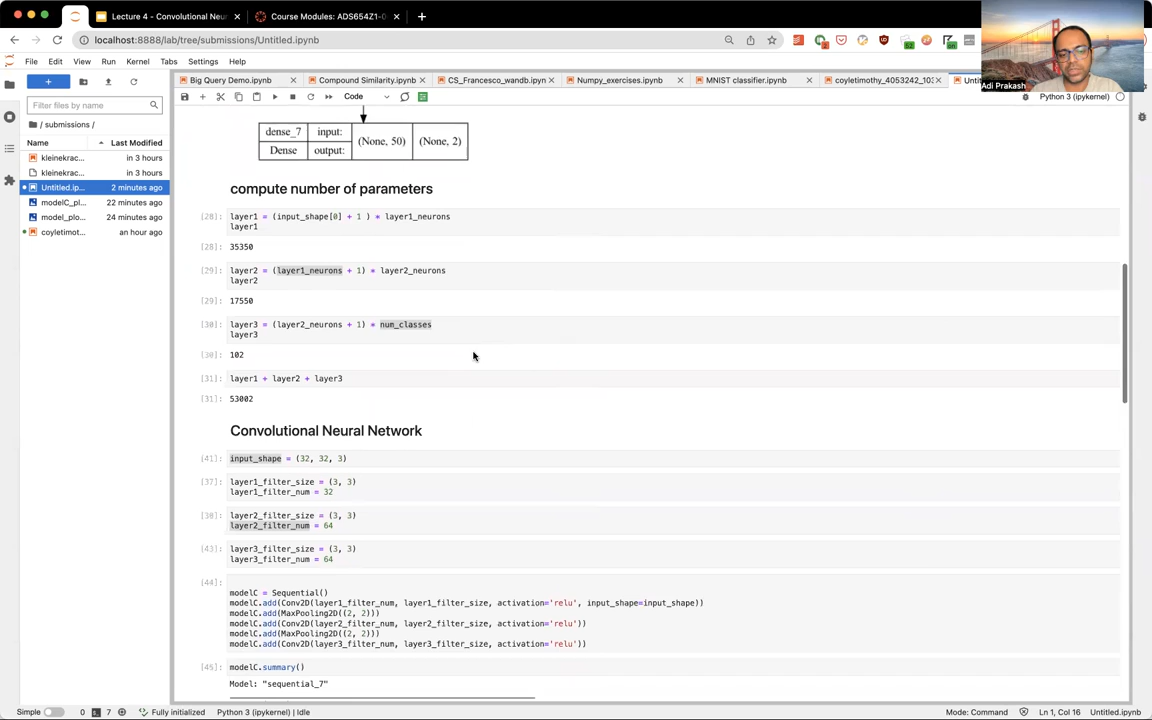 Lecture 4 - Convolutional Neur
Course Modules: ADS654Z1-0
localhost:8888/lab/tree/submissions/Untitled.ipynb
File Edit View Run Kernel Tabs Settings Help
Big Query Demo.ipynb
Compound Similarity.ipynb
CS_Francesco_wandb.ipyn
Numpy_exercises.ipynb
MNIST classifier.ipynb
coyletimothy_4053242_103
Adi Prakash
Code
Python 3 (ipykernel)
Filter files by name
/ submissions /
Name Last Modified
kleinekrac... in 3 hours
kleinekrac... in 3 hours
Untitled.ip... 2 minutes ago
modelC_pl... 22 minutes ago
model_plo... 24 minutes ago
coyletimot... an hour ago
dense_7 input: (None, 50) (None, 2)
Dense output:
compute number of parameters
[28]: layer1 = (input_shape[0] + 1 ) * layer1_neurons
layer1
[28]: 35350
[29]: layer2 = (layer1_neurons + 1) * layer2_neurons
layer2
[29]: 17550
[30]: layer3 = (layer2_neurons + 1) * num_classes
layer3
[30]: 102
[31]: layer1 + layer2 + layer3
[31]: 53002
Convolutional Neural Network
[41]: input_shape = (32, 32, 3)
[37]: layer1_filter_size = (3, 3)
layer1_filter_num = 32
[38]: layer2_filter_size = (3, 3)
layer2_filter_num = 64
[43]: layer3_filter_size = (3, 3)
layer3_filter_num = 64
[44]:
modelC = Sequential()
modelC.add(Conv2D(layer1_filter_num, layer1_filter_size, activation='relu', input_shape=input_shape))
modelC.add(MaxPooling2D((2, 2)))
modelC.add(Conv2D(layer2_filter_num, layer2_filter_size, activation='relu'))
modelC.add(MaxPooling2D((2, 2)))
modelC.add(Conv2D(layer3_filter_num, layer3_filter_size, activation='relu'))
[45]: modelC.summary()
Model: "sequential_7"
Simple 0 7 Fully initialized Python 3 (ipykernel) | Idle Mode: Command Ln 1, Col 16 Untitled.ipynb